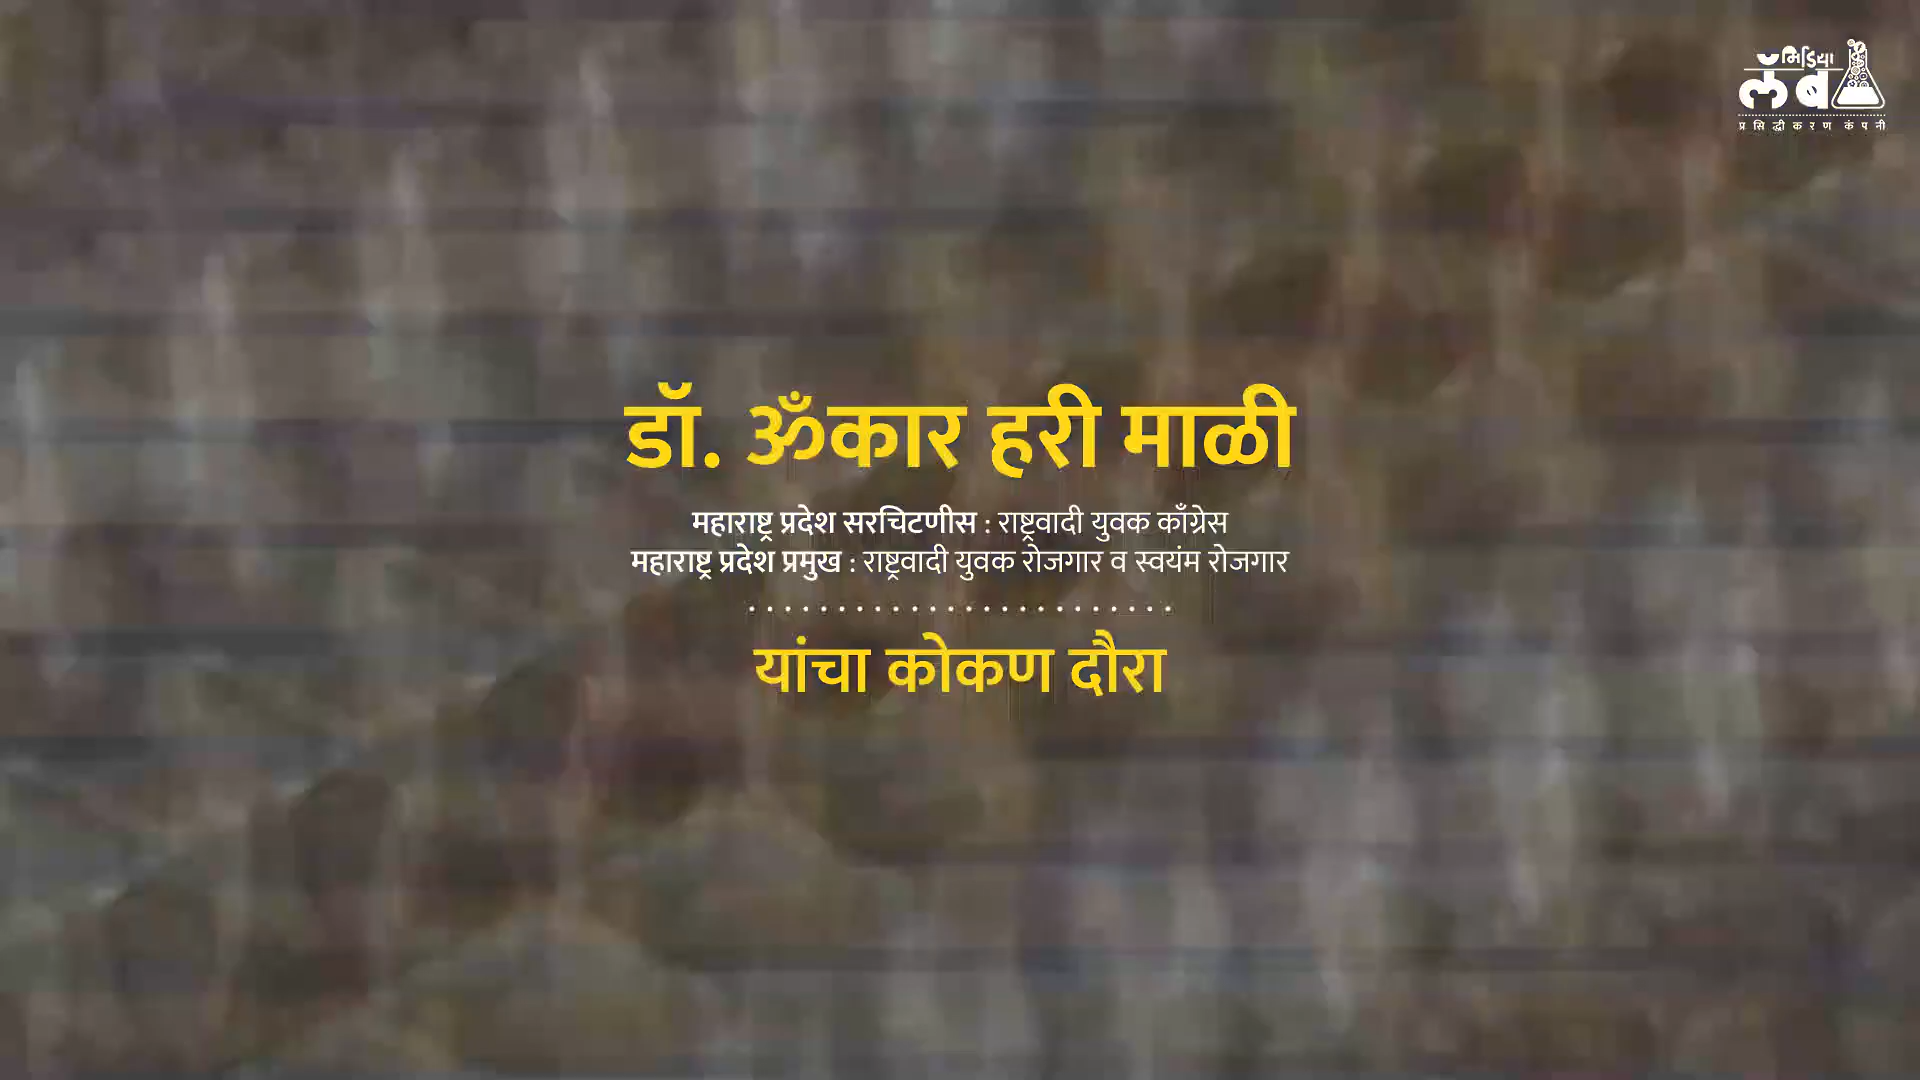 मिडिया
लॅब
प्रसिद्धीकरण कंपनी
डॉ. ॐकार हरी माळी
महाराष्ट्र प्रदेश सरचिटणीस : राष्ट्रवादी युवक काँग्रेस
महाराष्ट्र प्रदेश प्रमुख : राष्ट्रवादी युवक रोजगार व स्वयंम रोजगार
यांचा कोकण दौरा